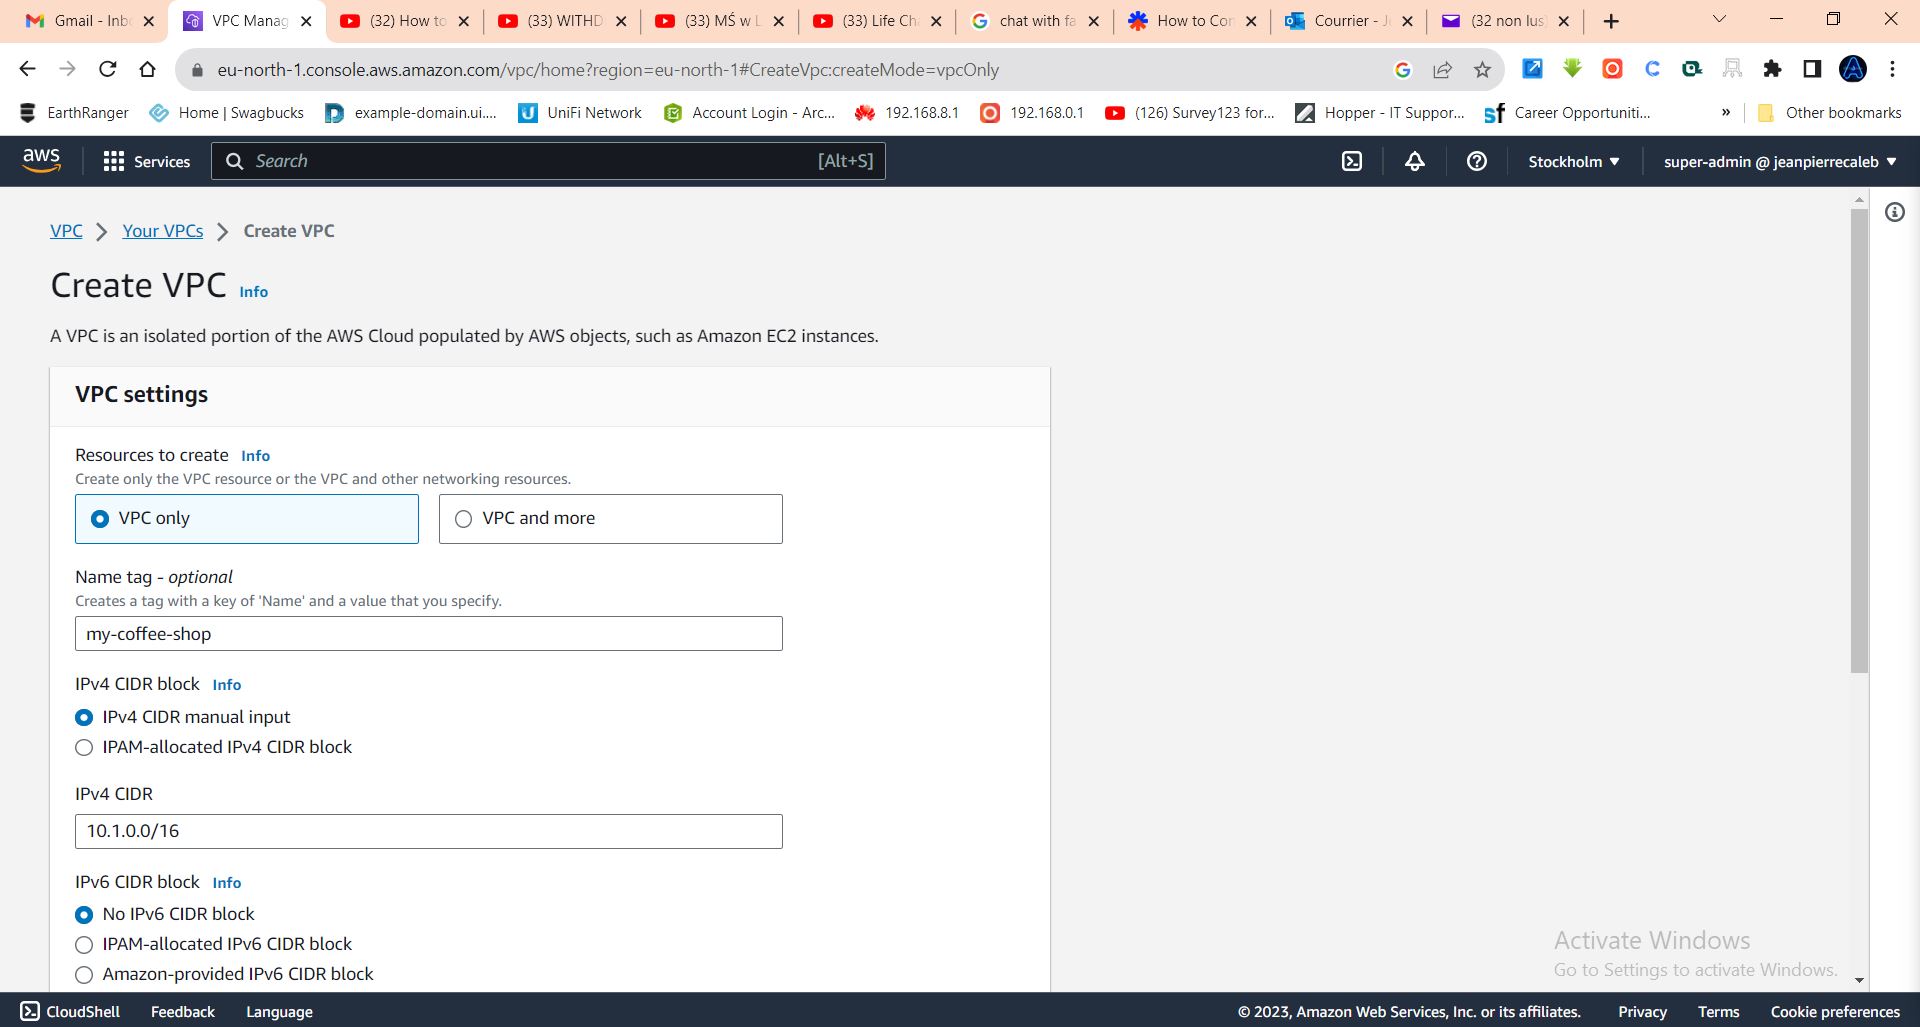 Gmail - Inb
VPC Manag
(32) How to
(33) WITHD
(33) MŚ w L
(33) Life Ch
chat with fa
How to Con
Courrier - Je
(32 non lus
eu-north-1.console.aws.amazon.com/vpc/home?region=eu-north-1#CreateVpc:createMode=vpcOnly
EarthRanger
Home | Swagbucks
example-domain.ui....
UniFi Network
Account Login - Arc...
192.168.8.1
192.168.0.1
(126) Survey123 for...
Hopper - IT Suppor...
Career Opportuniti...
»
Other bookmarks
aws
Services
Search
[Alt+S]
Stockholm
super-admin @ jeanpierrecaleb
VPC > Your VPCs > Create VPC
Create VPC Info
A VPC is an isolated portion of the AWS Cloud populated by AWS objects, such as Amazon EC2 instances.
VPC settings
Resources to create Info
Create only the VPC resource or the VPC and other networking resources.
VPC only
VPC and more
Name tag - optional
Creates a tag with a key of 'Name' and a value that you specify.
my-coffee-shop
IPv4 CIDR block Info
IPv4 CIDR manual input
IPAM-allocated IPv4 CIDR block
IPv4 CIDR
10.1.0.0/16
IPv6 CIDR block Info
No IPv6 CIDR block
IPAM-allocated IPv6 CIDR block
Amazon-provided IPv6 CIDR block
Activate Windows
Go to Settings to activate Windows.
CloudShell
Feedback
Language
© 2023, Amazon Web Services, Inc. or its affiliates.
Privacy
Terms
Cookie preferences